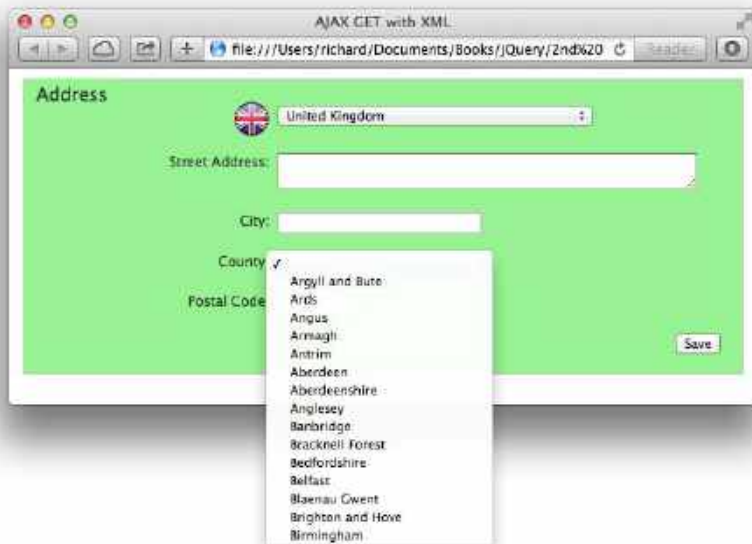 AJAX GET with XML
file:///Users/richard/Documents/Books/jQuery/2nd%20
Reader
Address
United Kingdom
Street Address:
City:
County
✓
Argyll and Bute
Postal Code
Ards
Angus
Armagh
Save
Antrim
Aberdeen
Aberdeenshire
Anglesey
Banbridge
Bracknell Forest
Bedfordshire
Belfast
Blaenau Gwent
Brighton and Hove
Birmingham